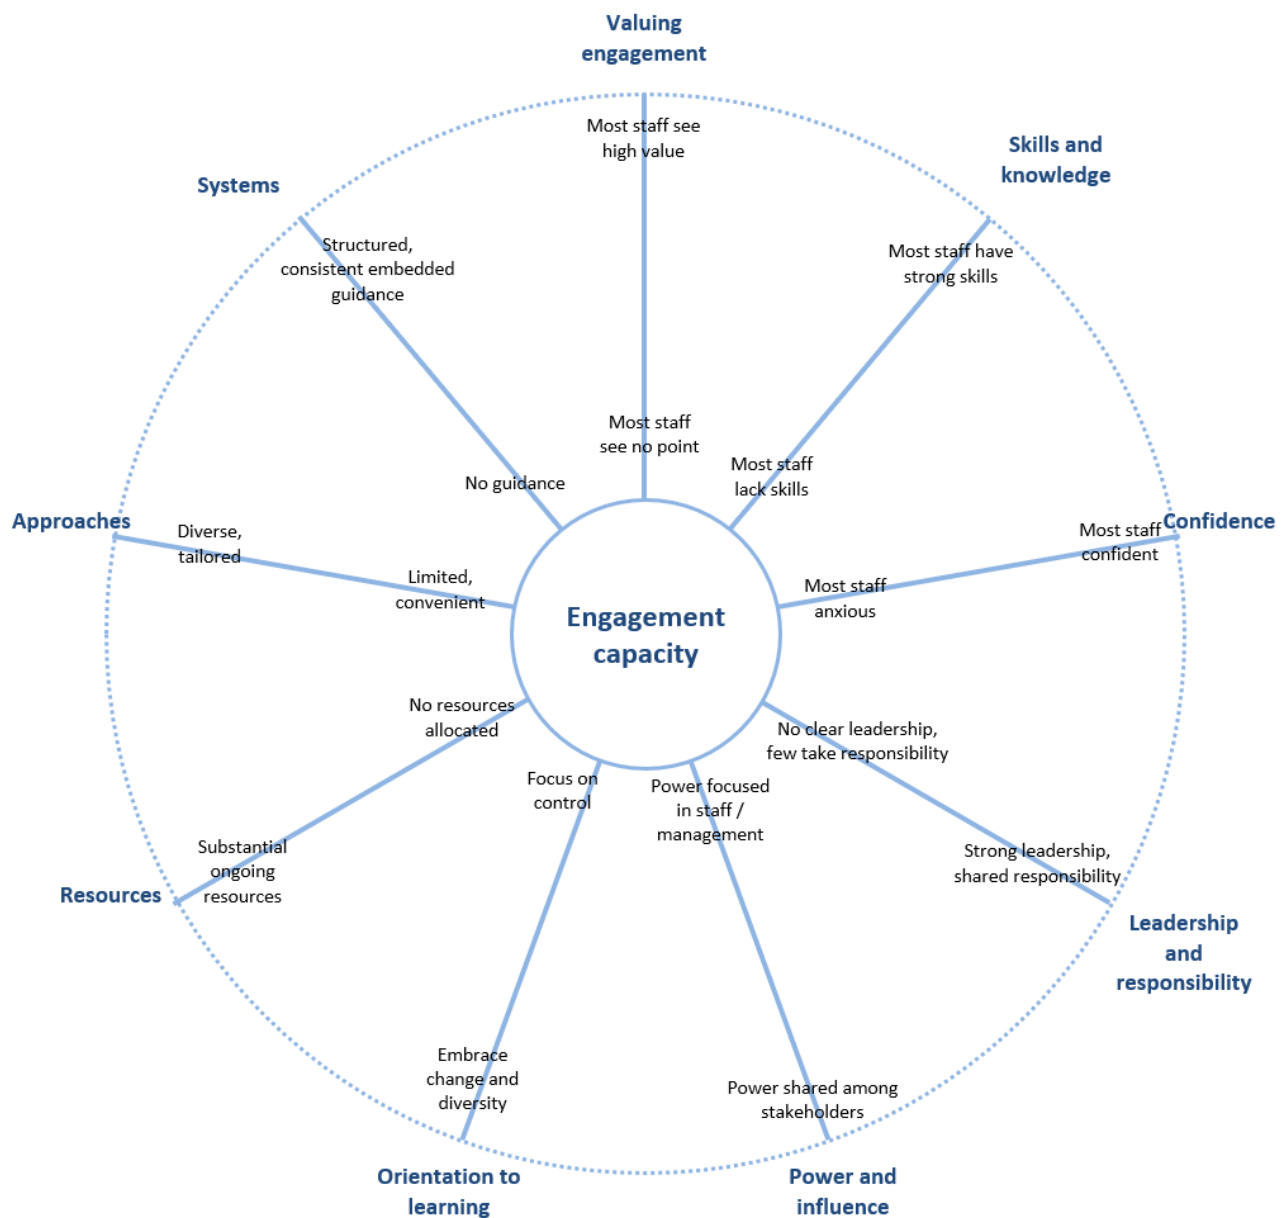 Valuing
engagement
Most staff see
high value
Most staff
see no point
Skills and
knowledge
Most staff have
strong skills
Most staff
lack skills
Confidence
Most staff
confident
Most staff
anxious
Engagement
capacity
No clear leadership,
few take responsibility
Strong leadership,
shared responsibility
Leadership
and
responsibility
Power focused
in staff /
management
Power shared among
stakeholders
Power and
influence
Focus on
control
Embrace
change and
diversity
Orientation to
learning
No resources
allocated
Substantial
ongoing
resources
Resources
Approaches
Diverse,
tailored
Limited,
convenient
Systems
Structured,
consistent embedded
guidance
No guidance